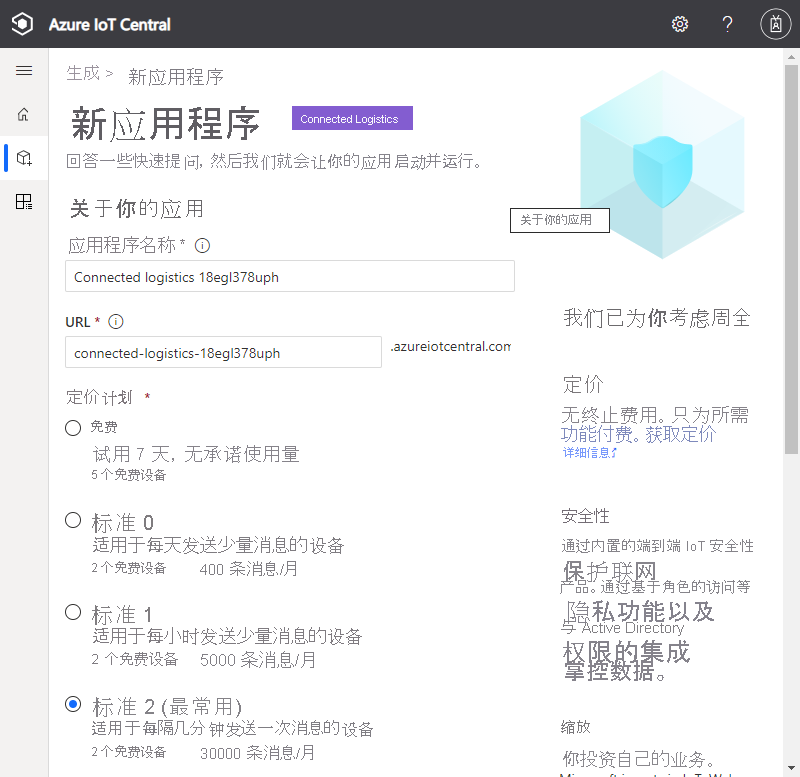 Azure IoT Central
?
生成 > 新应用程序
新应用程序 Connected Logistics
回答一些快速提问, 然后我们就会让你的应用启动并运行。
关于你的应用
关于你的应用
应用程序名称 *
Connected logistics 18egl378uph
URL *
connected-logistics-18egl378uph .azureiotcentral.com
定价计划 *
免费
试用 7 天, 无承诺使用量
5 个免费设备
标准 0
适用于每天发送少量消息的设备
2 个免费设备 400 条消息/月
标准 1
适用于每小时发送少量消息的设备
2 个免费设备 5000 条消息/月
标准 2 (最常用)
适用于每隔几分钟发送一次消息的设备
2 个免费设备 30000 条消息/月
我们已为你考虑周全
定价
无终止费用。只为所需
功能付费。获取定价
详细信息
安全性
通过内置的端到端 IoT 安全性
保护联网
产品。通过基于角色的访问等
隐私功能以及
与 Active Directory
权限的集成
掌控数据。
缩放
你投资自己的业务。